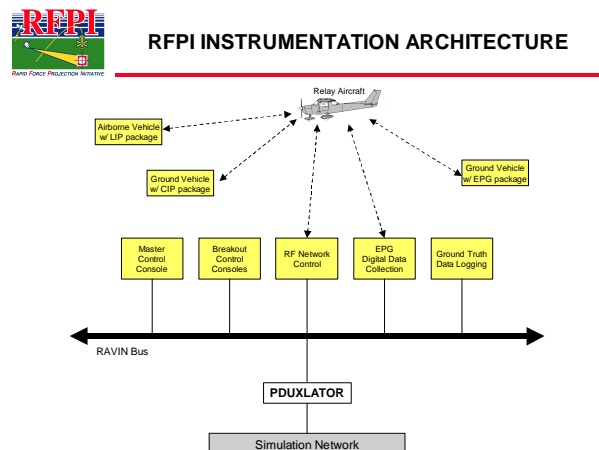 RFPI
RAPID FORCE PROJECTION INITIATIVE
RFPI INSTRUMENTATION ARCHITECTURE
Relay Aircraft
Airborne Vehicle
w/ LIP package
Ground Vehicle
w/ CIP package
Ground Vehicle
w/ EPG package
Master
Control
Console
Breakout
Control
Consoles
RF Network
Control
EPG
Digital Data
Collection
Ground Truth
Data Logging
RAVIN Bus
PDUXLATOR
Simulation Network